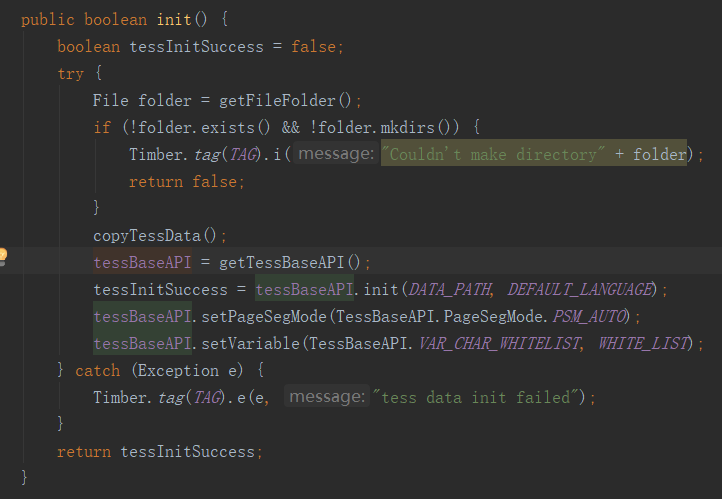 public boolean init() {
    boolean tessInitSuccess = false;
    try {
        File folder = getFileFolder();
        if (!folder.exists() && !folder.mkdirs()) {
            Timber.tag(TAG).i( message: "Couldn't make directory" + folder);
            return false;
        }
        copyTessData();
        tessBaseAPI = getTessBaseAPI();
        tessInitSuccess = tessBaseAPI.init(DATA_PATH, DEFAULT_LANGUAGE);
        tessBaseAPI.setPageSegMode(TessBaseAPI.PageSegMode.PSM_AUTO);
        tessBaseAPI.setVariable(TessBaseAPI.VAR_CHAR_WHITELIST, WHITE_LIST);
    } catch (Exception e) {
        Timber.tag(TAG).e(e, message: "tess data init failed");
    }
    return tessInitSuccess;
}